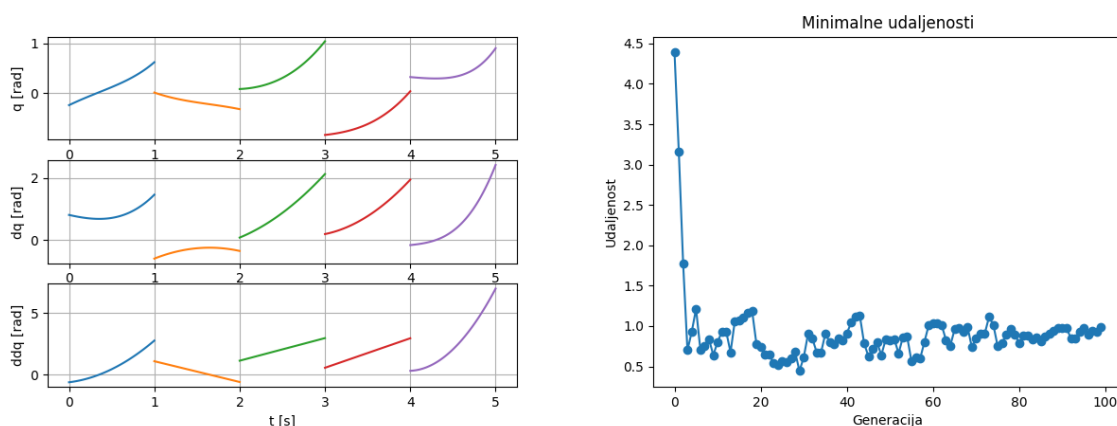 q [rad]
1
0
0 1 2 3 4 5
dq [rad]
2
0
0 1 2 3 4 5
ddq [rad]
5
0
0 1 2 3 4 5
t [s]
Minimalne udaljenosti
Udaljenost
4.5
4.0
3.5
3.0
2.5
2.0
1.5
1.0
0.5
0 20 40 60 80 100
Generacija